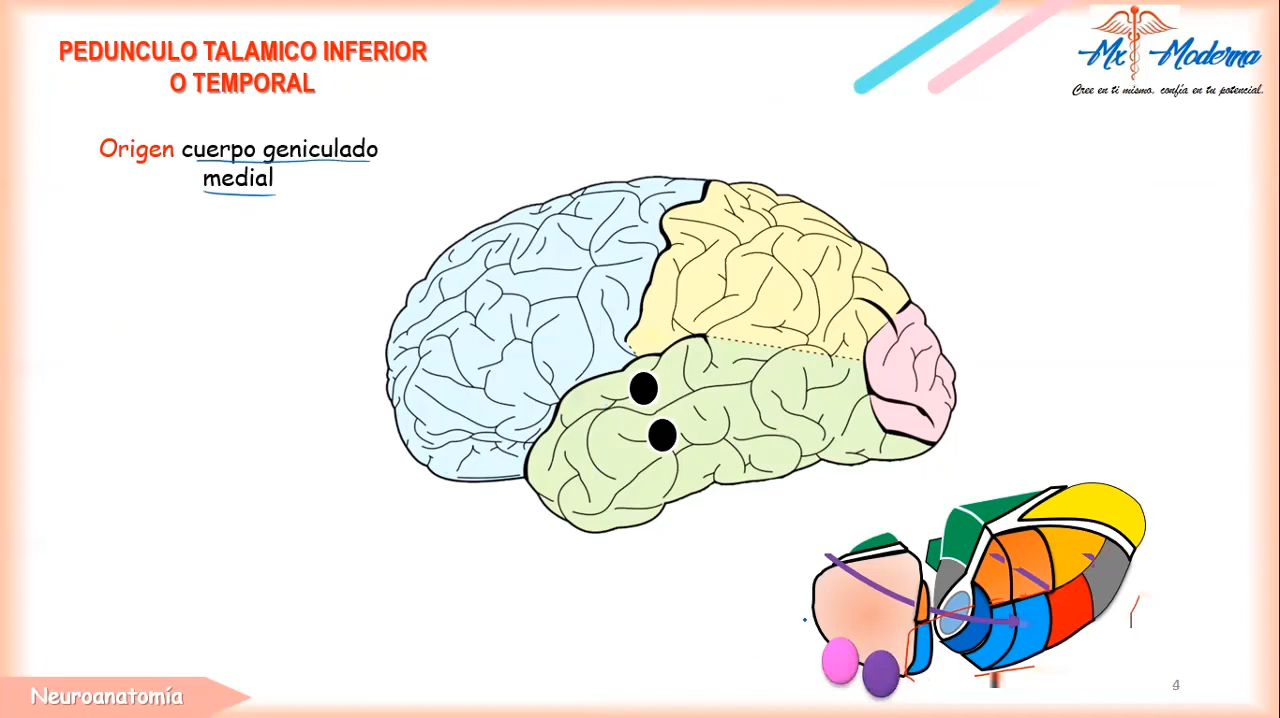 PEDUNCULO TALAMICO INFERIOR
O TEMPORAL
Mx Moderna
Cree en ti mismo, confía en tu potencial.
Origen cuerpo geniculado
medial
Neuroanatomía
4